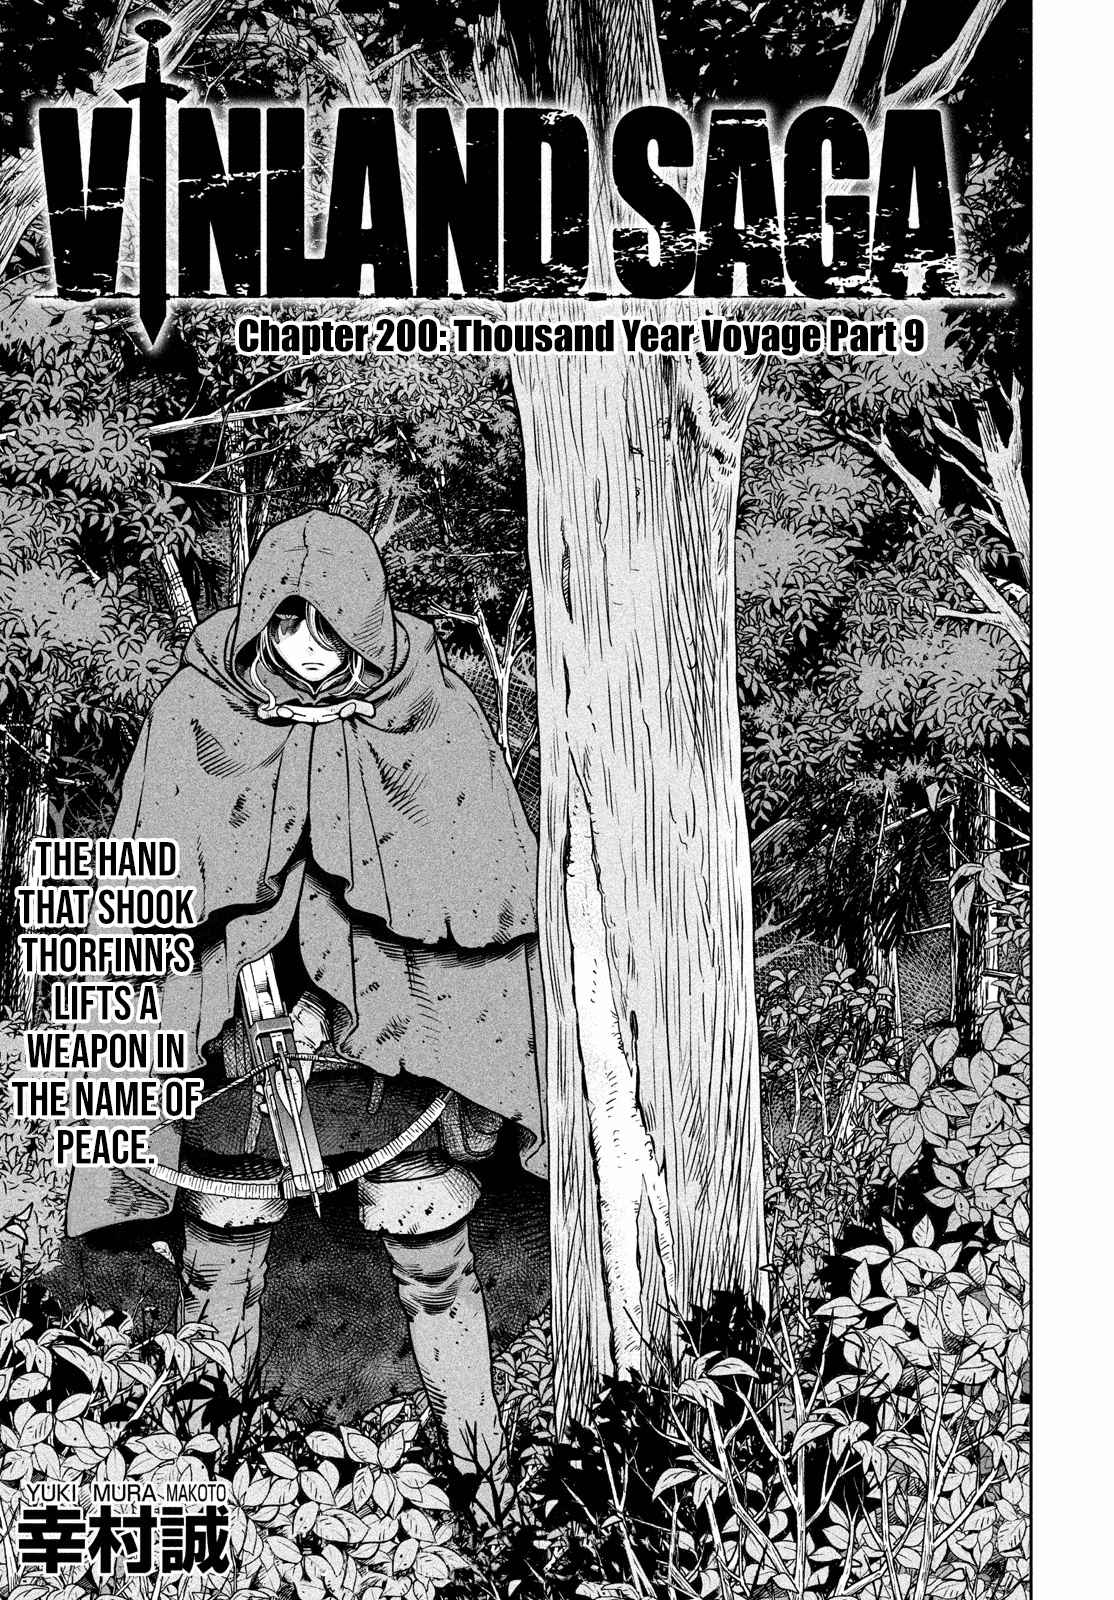 VINLAND SAGA
Chapter 200: Thousand Year Voyage Part 9
THE HAND
THAT SHOOK
THORFINN'S
LIFTS A
WEAPON IN
THE NAME OF
PEACE.
YUKI MURA MAKOTO
幸村誠